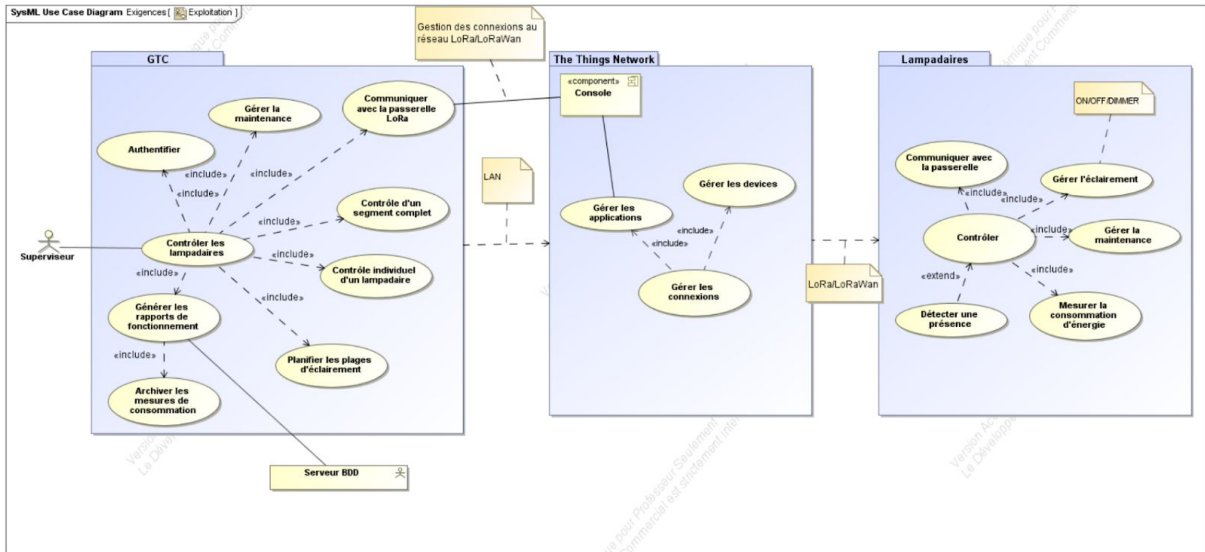 SysML Use Case Diagram Exigences [ Exploitation ]
Gestion des connexions au
réseau LoRa/LoRaWan
GTC
Communiquer
avec la passerelle
LoRa
Gérer la
maintenance
Authentifier
«include»
«include»
«include»
Contrôle d'un
segment complet
«include»
Contrôler les
lampadaires
Superviseur
«include»
«include»
Contrôle individuel
d'un lampadaire
«include»
Générer les
rapports de
fonctionnement
«include»
Planifier les plages
d'éclairement
Archiver les
mesures de
consommation
Serveur BDD
LAN
The Things Network
«component»
Console
Gérer les devices
Gérer les
applications
«include»
«include»
Gérer les
connexions
LoRa/LoRaWan
Lampadaires
ON/OFF/DIMMER
Communiquer avec
la passerelle
Gérer l'éclairement
«include»
«include»
Contrôler
«include»
Gérer la
maintenance
«extend»
«include»
Détecter une
présence
Mesurer la
consommation
d'énergie